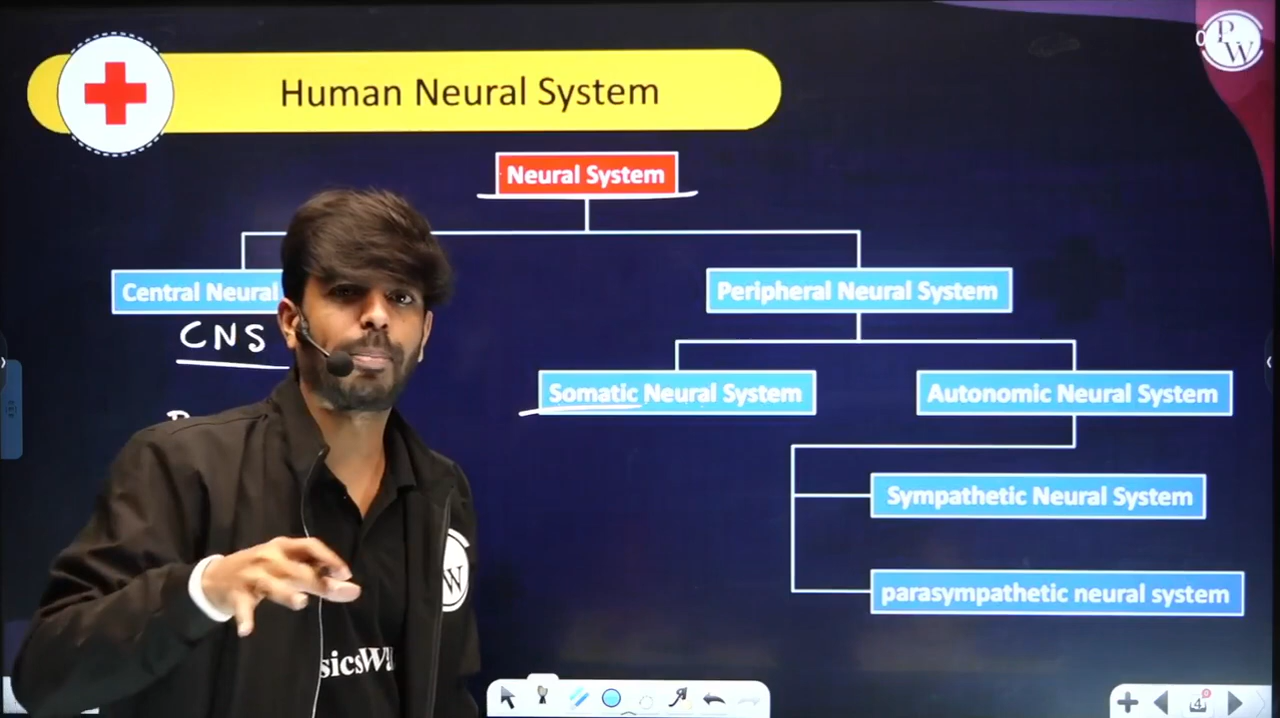 PW
Human Neural System
Neural System
Central Neural
Peripheral Neural System
CNS
Somatic Neural System
Autonomic Neural System
Sympathetic Neural System
parasympathetic neural system
W
sicsW
4